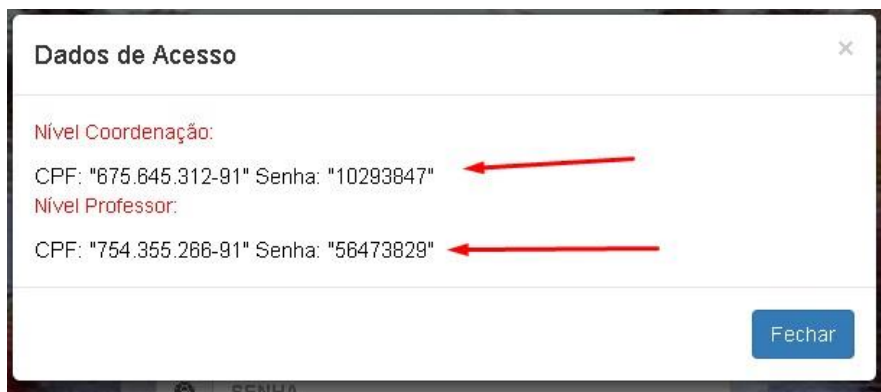 Dados de Acesso
×
Nível Coordenação:
CPF: "675.645.312-91" Senha: "10293847"
Nível Professor:
CPF: "754.355.266-91" Senha: "56473829"
Fechar
SENHA